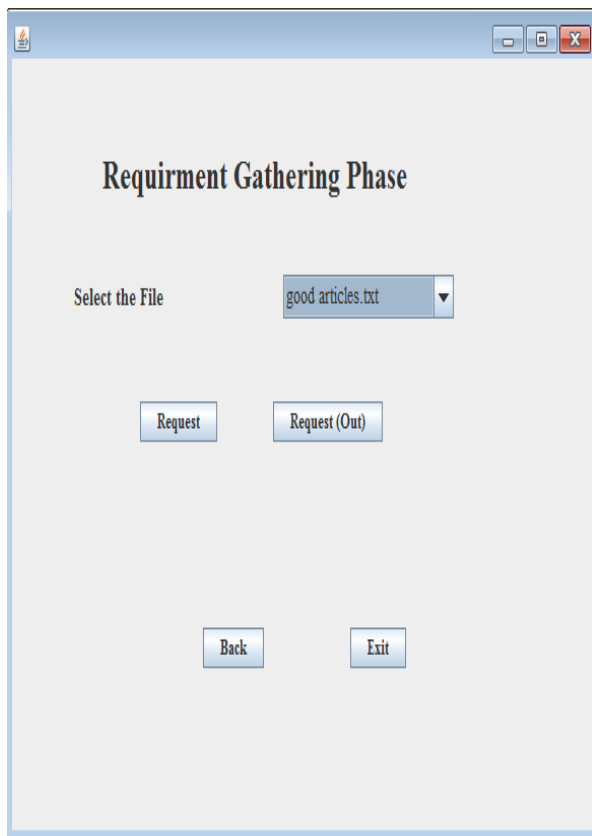 Requirment Gathering Phase
Select the File good articles.txt
Request Request (Out)
Back Exit